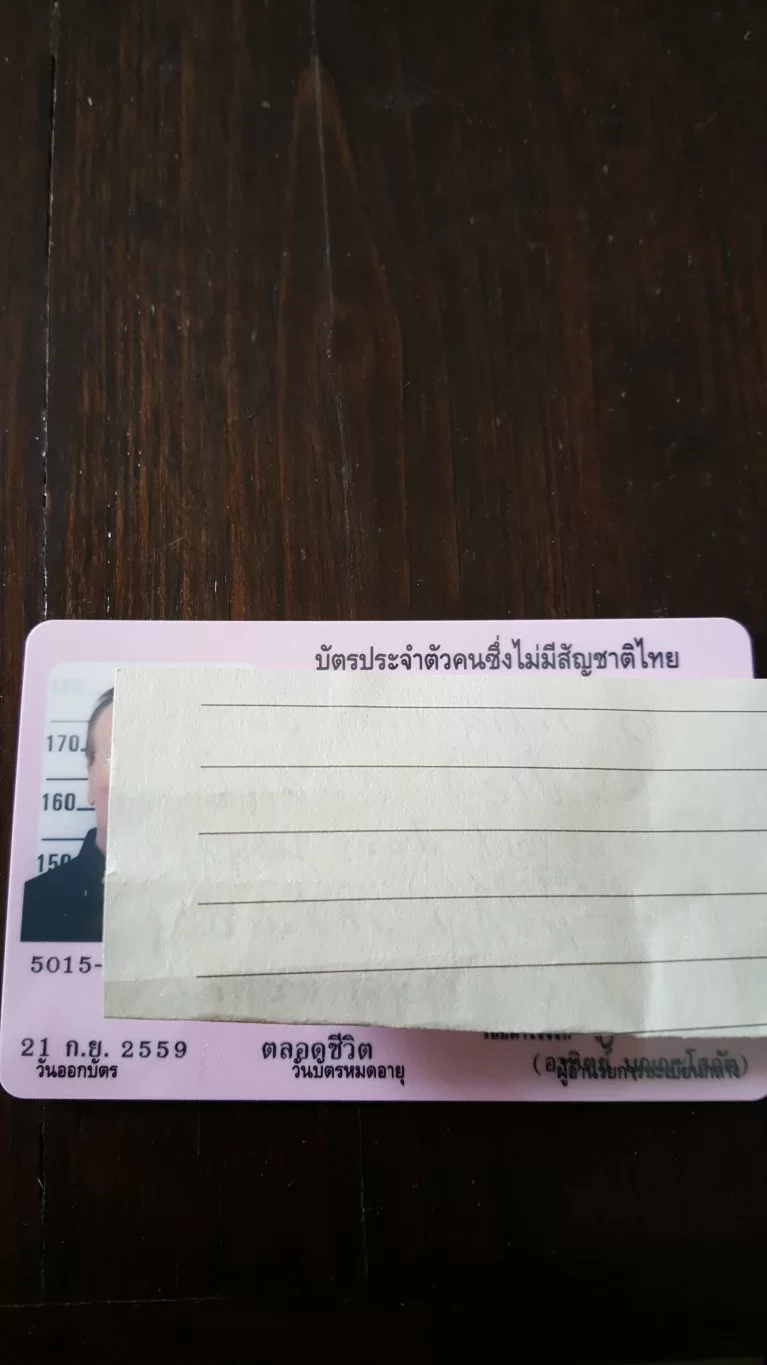 บัตรประจำตัวคนซึ่งไม่มีสัญชาติไทย
170
160
150
5015-
21 ก.ย. 2559
วันออกบัตร
ตลอดชีวิต
วันบัตรหมดอายุ